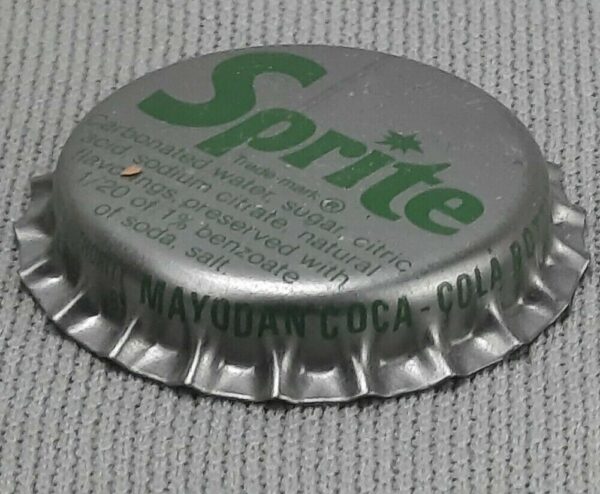 Sprite
Trade mark ®
carbonated water, sugar, citric
acid, sodium citrate, natural
flavorings, preserved with
1/20 of 1% benzoate
of soda, salt.
MAYODAN COCA-COLA